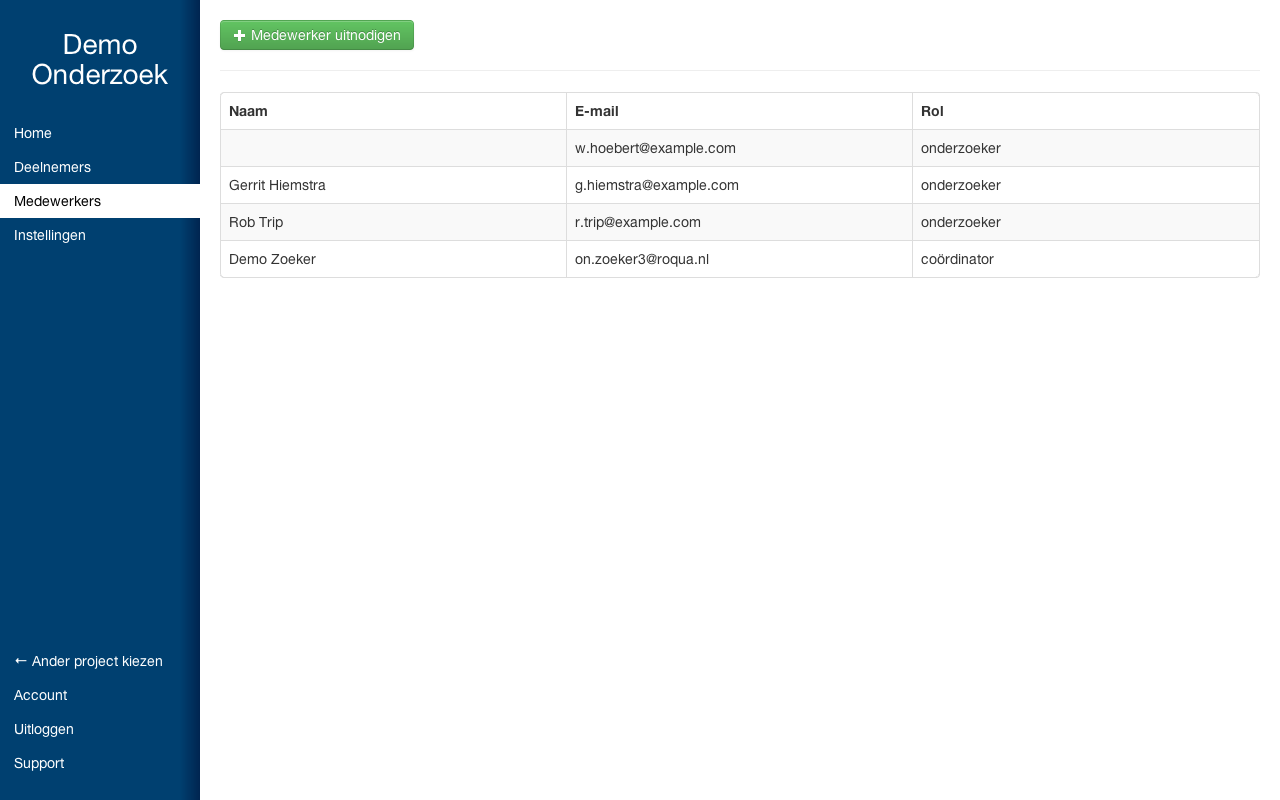 Demo
Onderzoek
Home
Deelnemers
Medewerkers
Instellingen
← Ander project kiezen
Account
Uitloggen
Support
Medewerker uitnodigen
Naam E-mail Rol
w.hoebert@example.com onderzoeker
Gerrit Hiemstra g.hiemstra@example.com onderzoeker
Rob Trip r.trip@example.com onderzoeker
Demo Zoeker on.zoeker3@roqua.nl coördinator